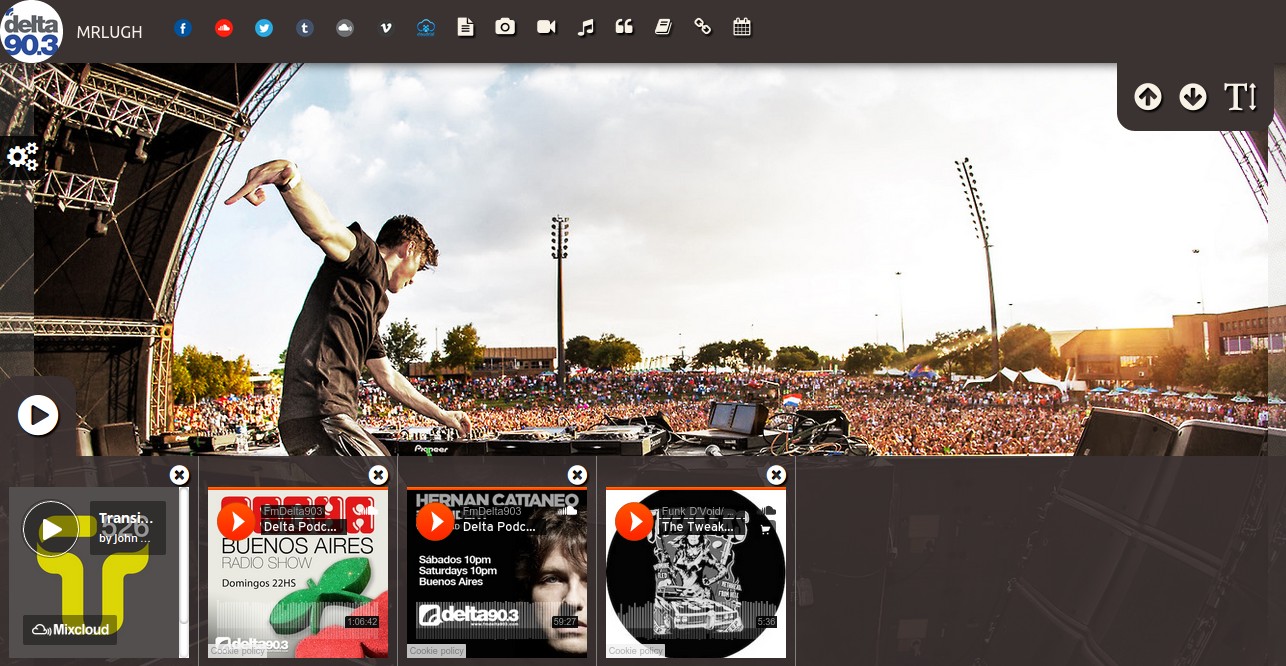 delta
90.3
MRLUGH
T
Pioneer
526
Transi...
by John ...
Mixcloud
FmDelta903
Delta Podc...
BUENOS AIRES
RADIO SHOW
Domingos 22HS
1:06:42
delta90.3
Cookie policy
HERNAN CATTANEO
FmDelta903
Delta Podc...
Sábados 10pm
Saturdays 10pm
Buenos Aires
59:27
delta90.3
Cookie policy
Funk D'Void/
The Tweak...
5:36
Cookie policy